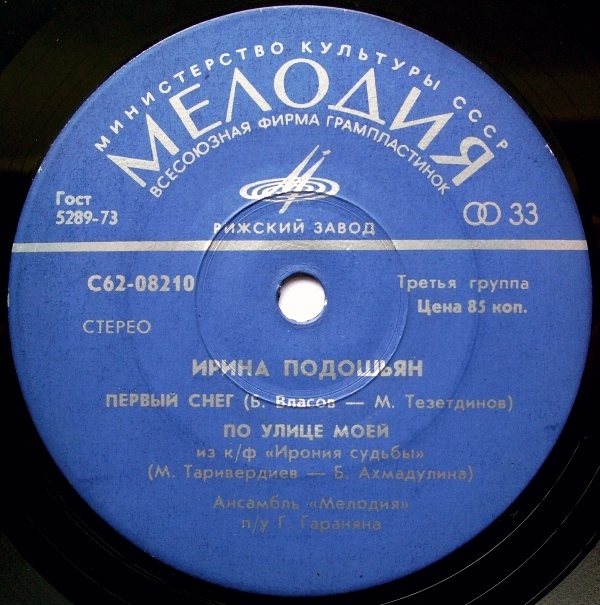 МИНИСТЕРСТВО КУЛЬТУРЫ СССР
МЕЛОДИЯ
ВСЕСОЮЗНАЯ ФИРМА ГРАМПЛАСТИНОК
Гост
5289-73
РИЖСКИЙ ЗАВОД
33
С62-08210
Третья группа
Цена 85 коп.
СТЕРЕО
ИРИНА ПОДОШЬЯН
ПЕРВЫЙ СНЕГ (Б. Власов — М. Тезетдинов)
ПО УЛИЦЕ МОЕЙ
из к/ф «Ирония судьбы»
(М. Таривердиев — Б. Ахмадулина)
Ансамбль «Мелодия»
п/у Г. Гараняна